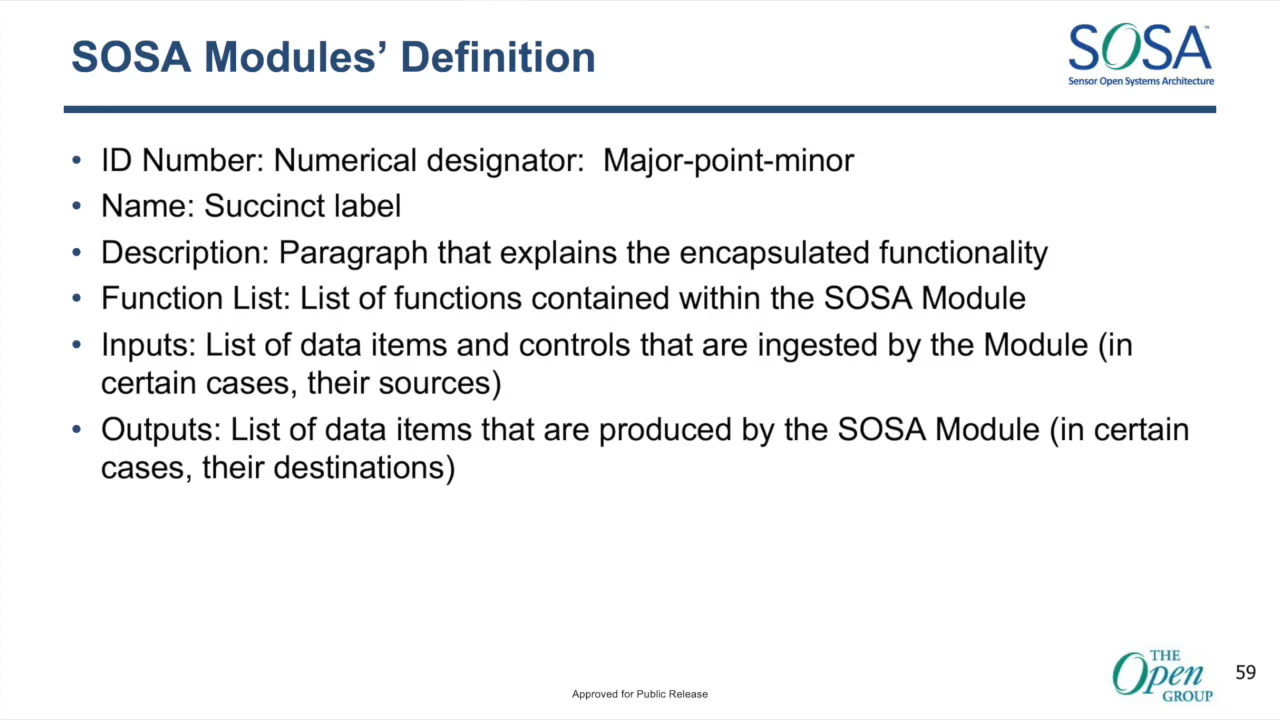 SOSA Modules’ Definition
SOSA™
Sensor Open Systems Architecture
• ID Number: Numerical designator:  Major-point-minor
• Name: Succinct label
• Description: Paragraph that explains the encapsulated functionality
• Function List: List of functions contained within the SOSA Module
• Inputs: List of data items and controls that are ingested by the Module (in
certain cases, their sources)
• Outputs: List of data items that are produced by the SOSA Module (in certain
cases, their destinations)
Approved for Public Release
THE
Open
GROUP
59